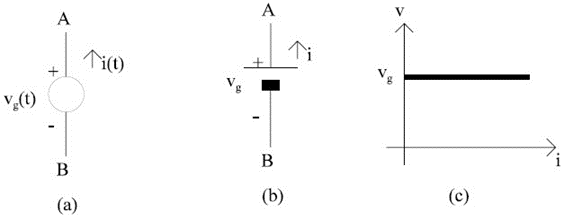 A
+
i(t)
v_g(t)
-
B
(a)
A
+
i
v_g
-
B
(b)
v
v_g
i
(c)